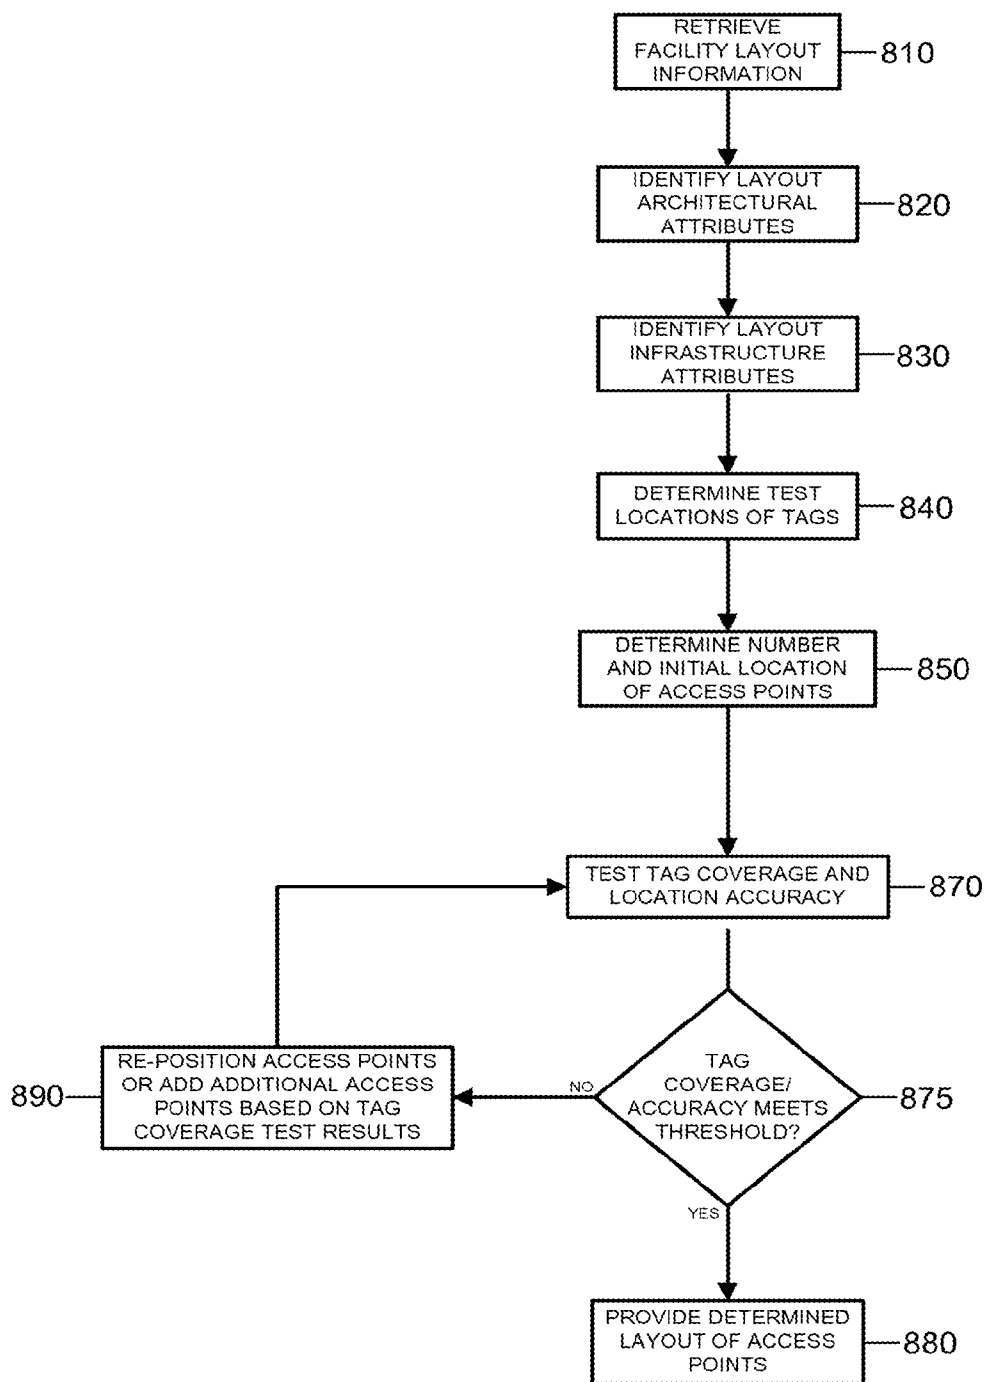 RETRIEVE
FACILITY LAYOUT
INFORMATION
810
IDENTIFY LAYOUT
ARCHITECTURAL
ATTRIBUTES
820
IDENTIFY LAYOUT
INFRASTRUCTURE
ATTRIBUTES
830
DETERMINE TEST
LOCATIONS OF TAGS
840
DETERMINE NUMBER
AND INITIAL LOCATION
OF ACCESS POINTS
850
TEST TAG COVERAGE AND
LOCATION ACCURACY
870
TAG
COVERAGE/
ACCURACY MEETS
THRESHOLD?
875
NO
RE-POSITION ACCESS POINTS
OR ADD ADDITIONAL ACCESS
POINTS BASED ON TAG
COVERAGE TEST RESULTS
890
YES
PROVIDE DETERMINED
LAYOUT OF ACCESS
POINTS
880